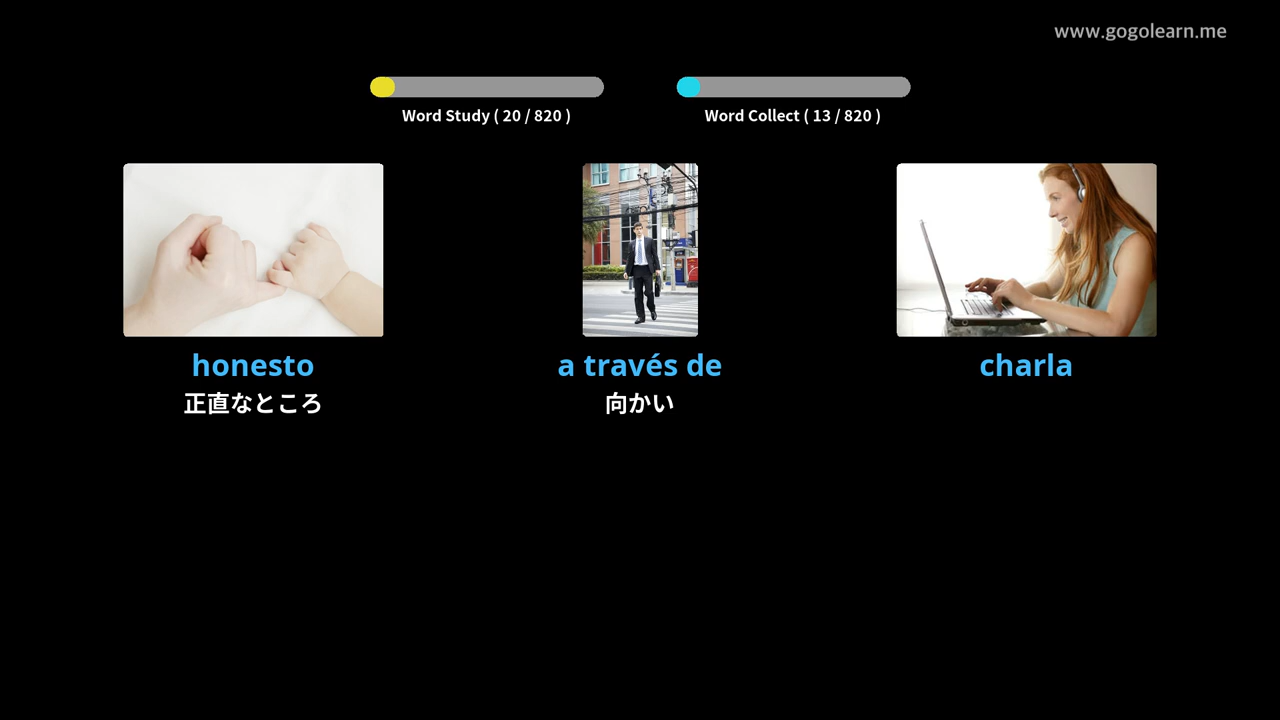 www.gogolearn.me
Word Study ( 20 / 820 )
Word Collect ( 13 / 820 )
honesto
正直なところ
a través de
向かい
charla